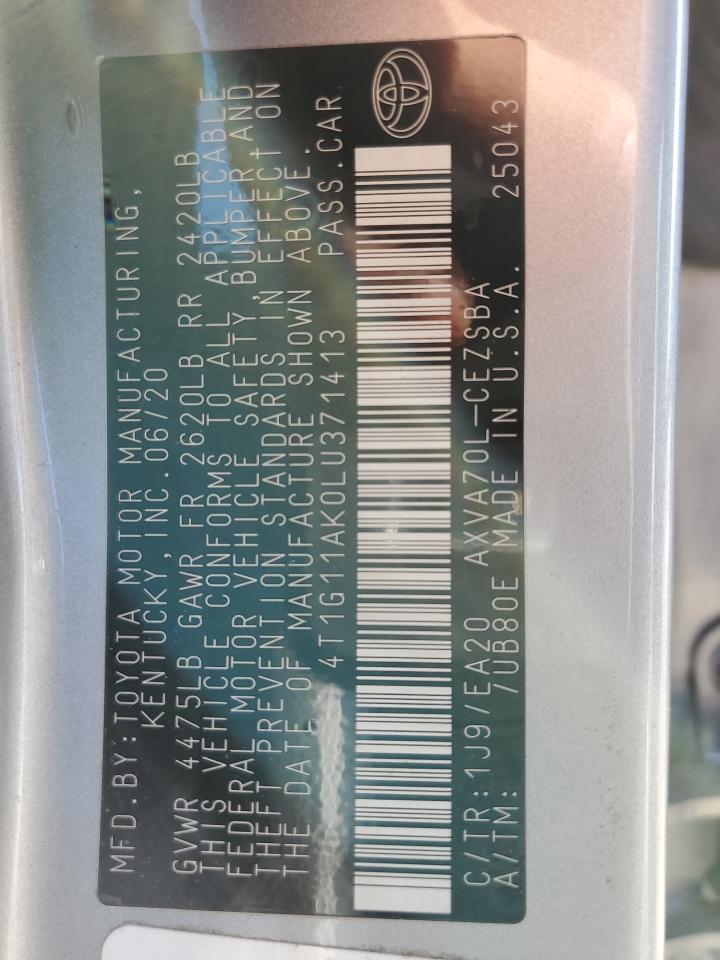 MFD.BY:TOYOTA MOTOR MANUFACTURING,
KENTUCKY,INC.06/20
GVWR 4475LB GAWR FR 2620LB RR 2420LB
THIS VEHICLE CONFORMS TO ALL APPLICABLE
FEDERAL MOTOR VEHICLE SAFETY,BUMPER AND
THEFT PREVENTION STANDARDS IN EFFECT ON
THE DATE OF MANUFACTURE SHOWN ABOVE.
4T1G11AK0LU371413 PASS.CAR
C/TR:1J9/EA20 AXVA70L-CEZSBA
A/TM: /UB80E MADE IN U.S.A. 25043